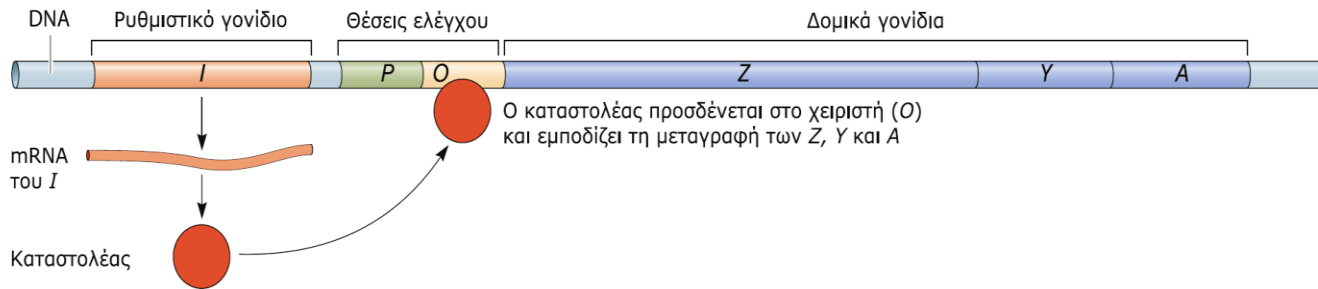 DNA
Ρυθμιστικό γονίδιο
Θέσεις ελέγχου
Δομικά γονίδια
I
P
O
Z
Y
A
Ο καταστολέας προσδένεται στο χειριστή (O)
και εμποδίζει τη μεταγραφή των Z, Y και A
mRNA
του I
Καταστολέας